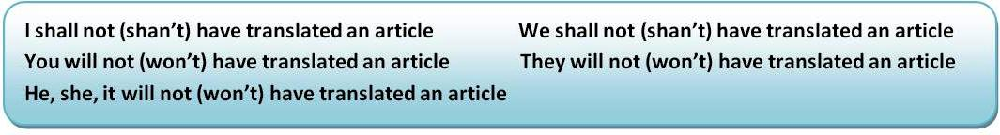 I shall not (shan’t) have translated an article We shall not (shan’t) have translated an article
You will not (won’t) have translated an article They will not (won’t) have translated an article
He, she, it will not (won’t) have translated an article